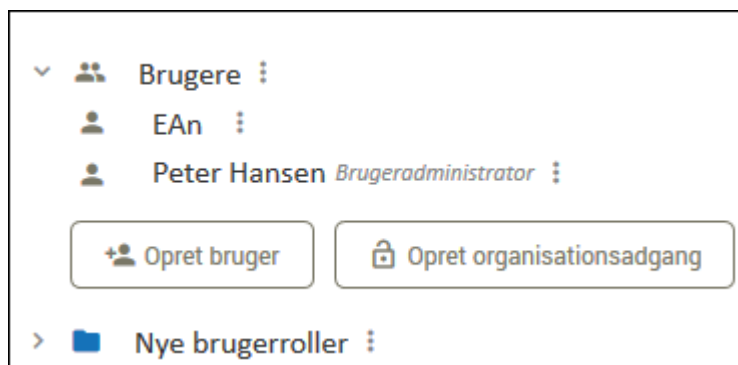 Brugere
EAn
Peter Hansen Brugeradministrator
Opret bruger Opret organisationsadgang
Nye brugerroller